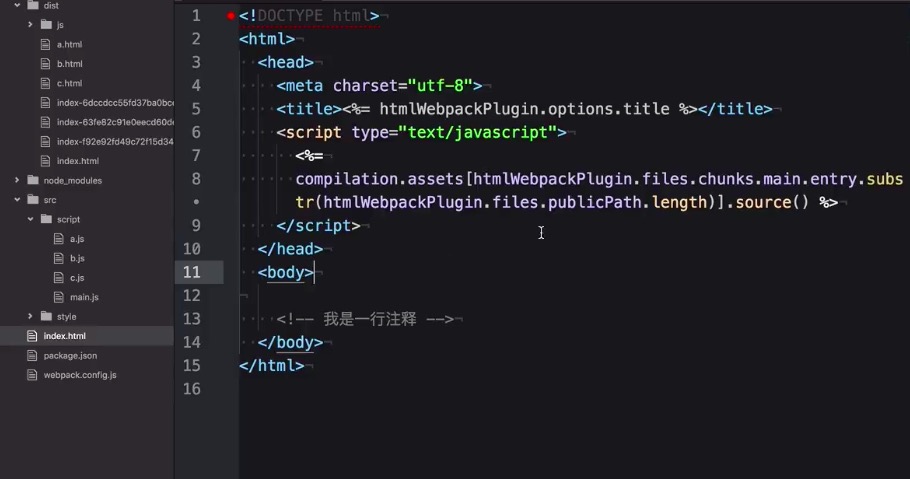 dist
js
a.html
b.html
c.html
index-6dccdcc55fd37ba0bce
index-63fe82c91e0eecd60de
index-f92e92fd49c72f15d34
index.html
node_modules
src
script
a.js
b.js
c.js
main.js
style
index.html
package.json
webpack.config.js
1 <!DOCTYPE html>
2 <html>
3 <head>
4 <meta charset="utf-8">
5 <title><%= htmlWebpackPlugin.options.title %></title>
6 <script type="text/javascript">
7 <%=
8 compilation.assets[htmlWebpackPlugin.files.chunks.main.entry.subs
tr(htmlWebpackPlugin.files.publicPath.length)].source() %>
9 </script>
10 </head>
11 <body>
12
13 <!-- 我是一行注释 -->
14 </body>
15 </html>
16